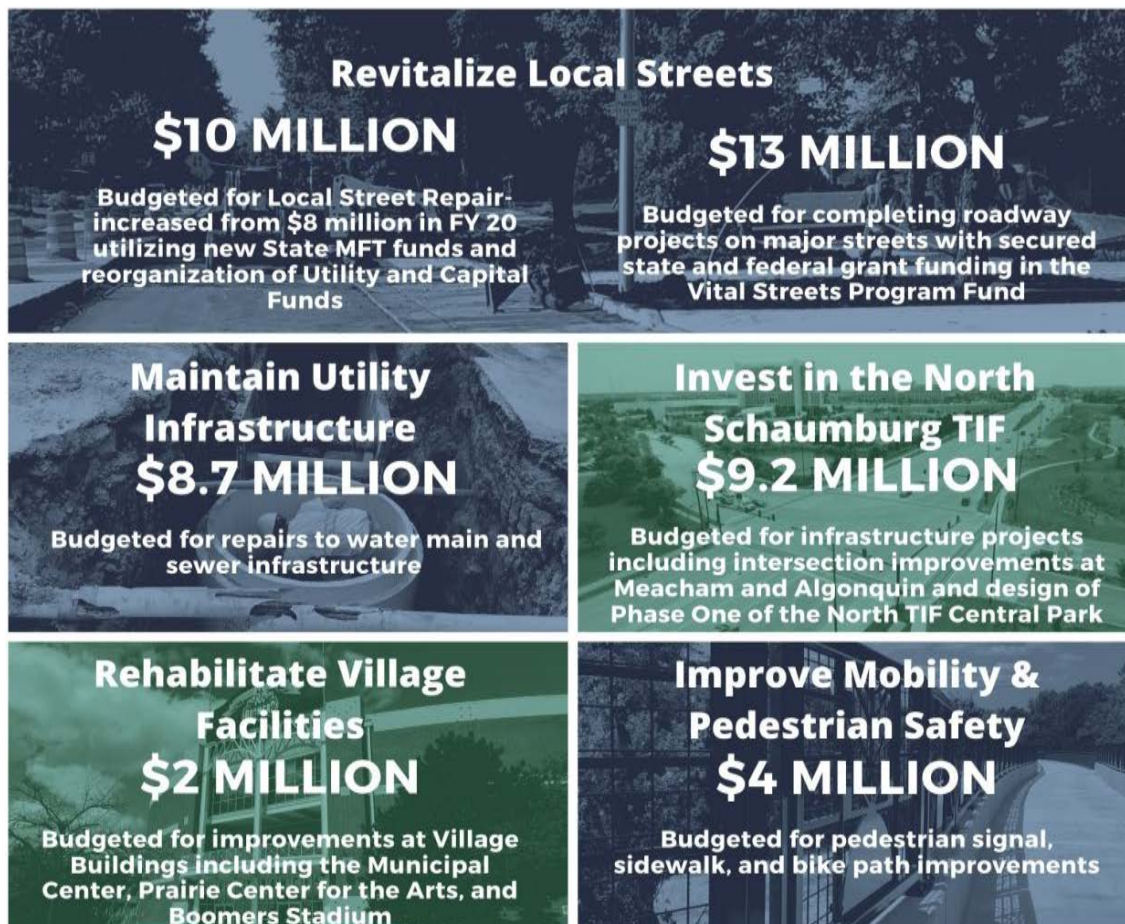 Revitalize Local Streets
$10 MILLION
Budgeted for Local Street Repair-
increased from $8 million in FY 20
utilizing new State MFT funds and
reorganization of Utility and Capital
Funds
$13 MILLION
Budgeted for completing roadway
projects on major streets with secured
state and federal grant funding in the
Vital Streets Program Fund
Maintain Utility
Infrastructure
$8.7 MILLION
Budgeted for repairs to water main and
sewer infrastructure
Invest in the North
Schaumburg TIF
$9.2 MILLION
Budgeted for infrastructure projects
including intersection improvements at
Meacham and Algonquin and design of
Phase One of the North TIF Central Park
Rehabilitate Village
Facilities
$2 MILLION
Budgeted for improvements at Village
Buildings including the Municipal
Center, Prairie Center for the Arts, and
Boomers Stadium
Improve Mobility &
Pedestrian Safety
$4 MILLION
Budgeted for pedestrian signal,
sidewalk, and bike path improvements